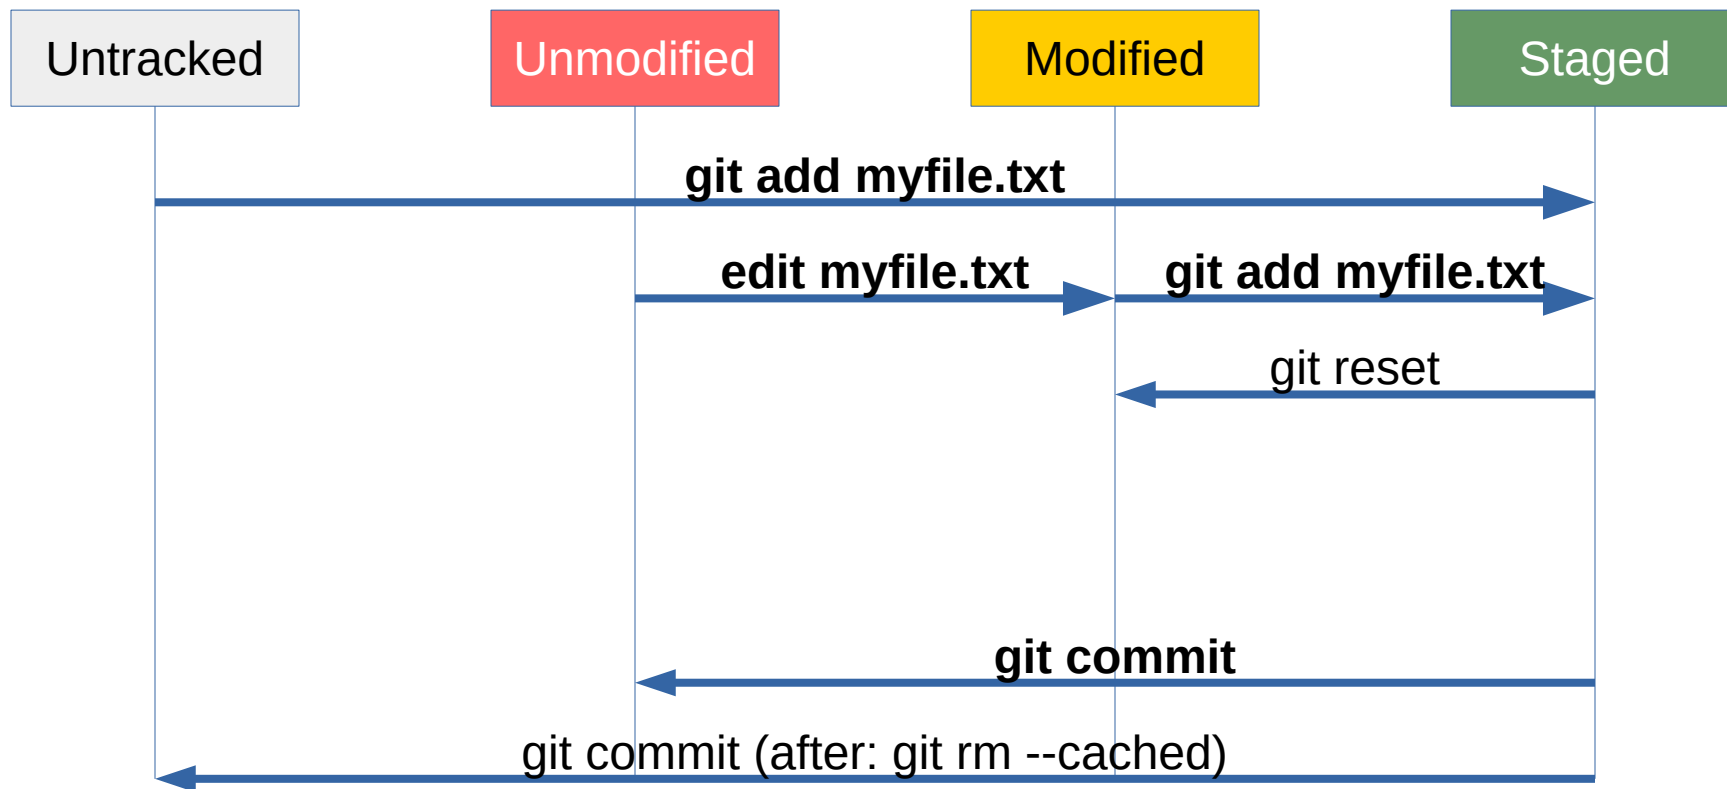 Untracked
Unmodified
Modified
Staged
git add myfile.txt
edit myfile.txt
git add myfile.txt
git reset
git commit
git commit (after: git rm --cached)